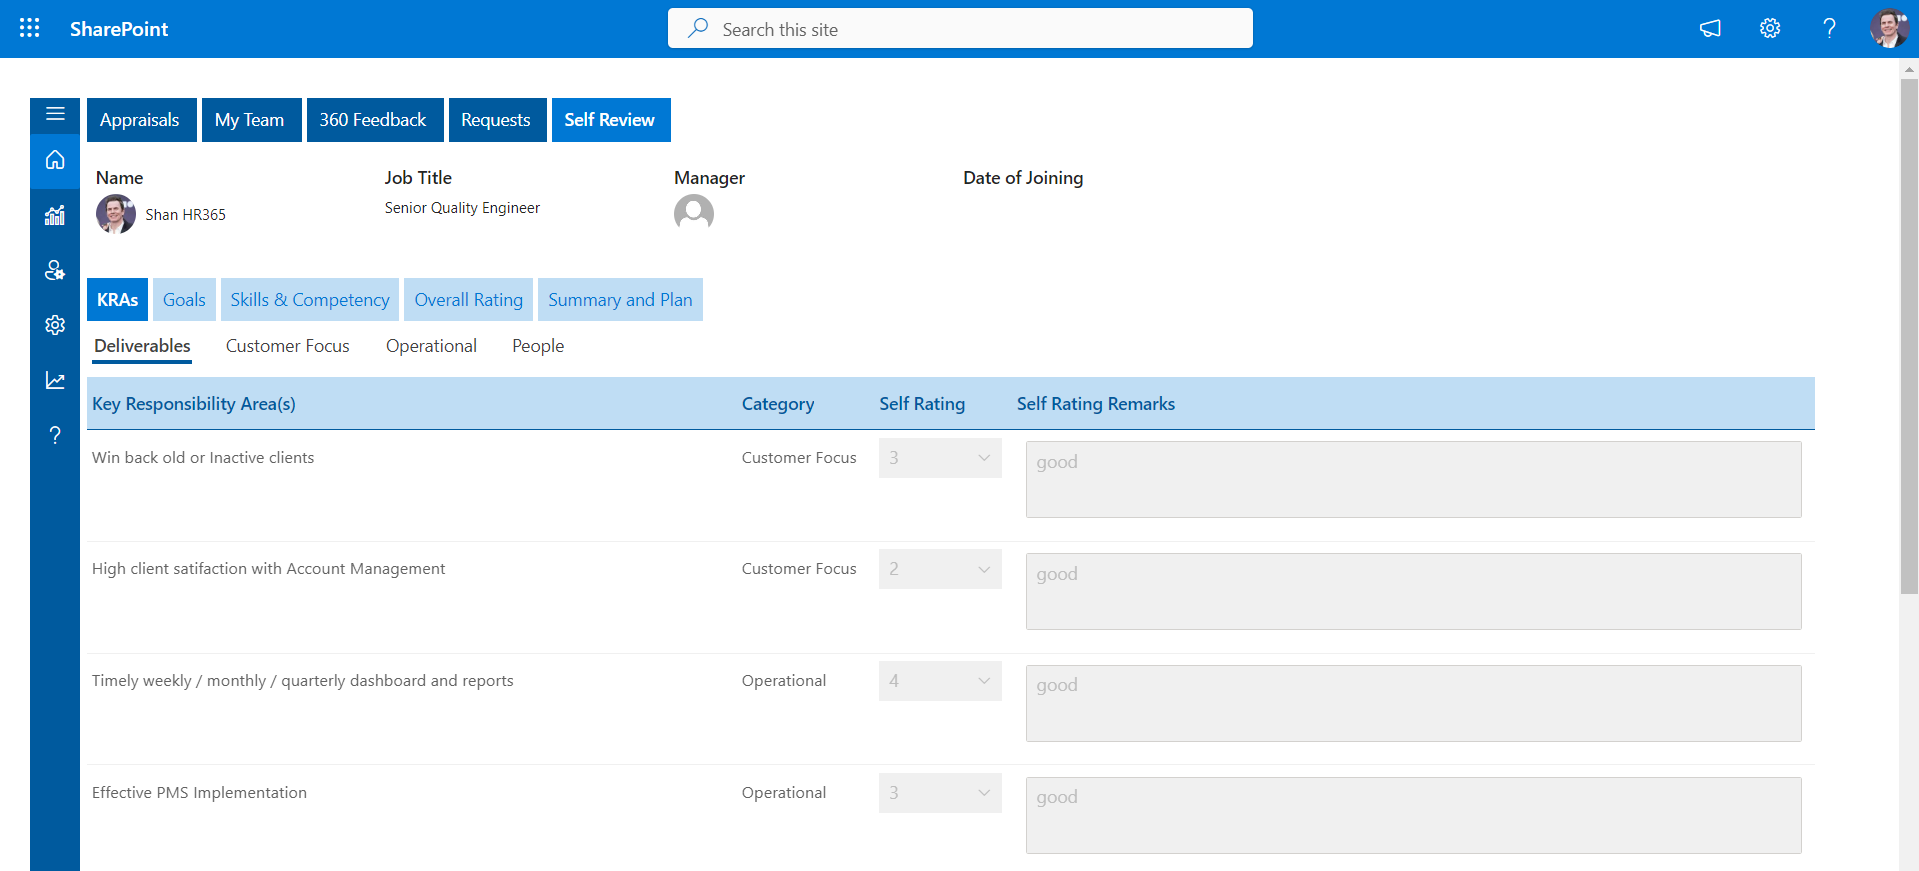 SharePoint
Search this site
?
Appraisals My Team 360 Feedback Requests Self Review
Name Job Title Manager Date of Joining
Shan HR365 Senior Quality Engineer
KRAs Goals Skills & Competency Overall Rating Summary and Plan
Deliverables Customer Focus Operational People
Key Responsibility Area(s) Category Self Rating Self Rating Remarks
Win back old or Inactive clients Customer Focus 3 good
High client satifaction with Account Management Customer Focus 2 good
Timely weekly / monthly / quarterly dashboard and reports Operational 4 good
Effective PMS Implementation Operational 3 good
?